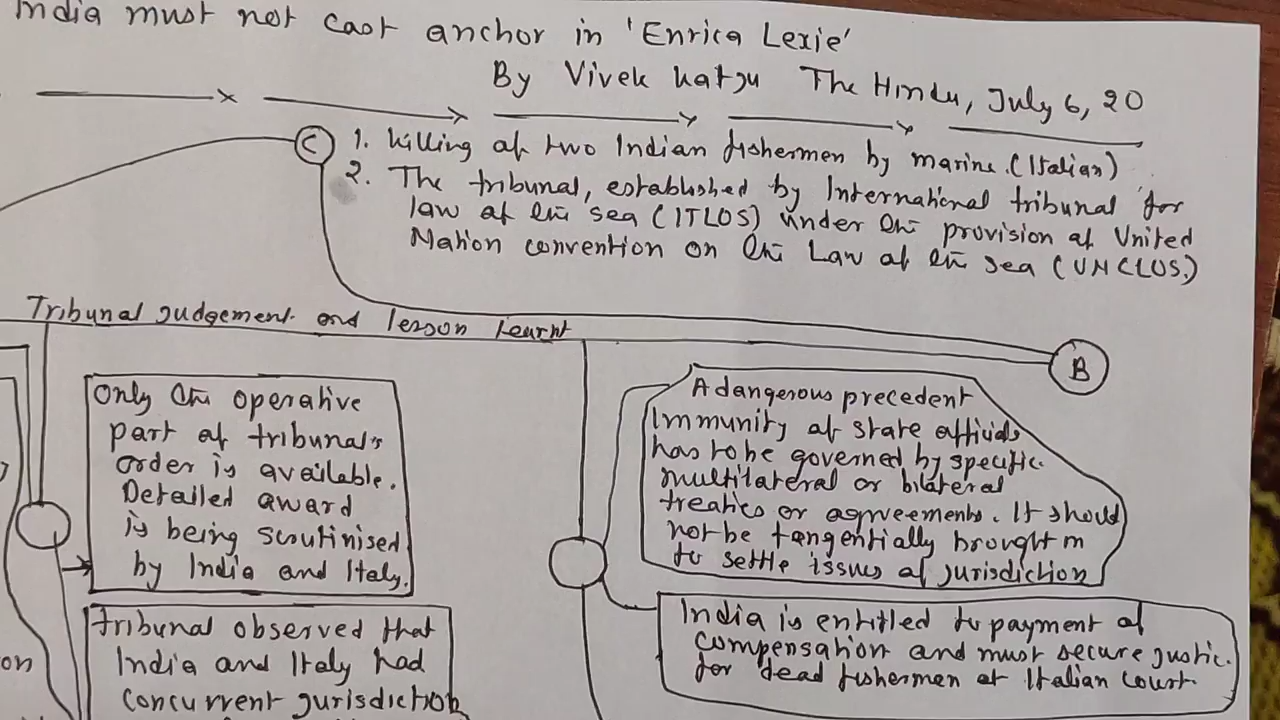 India must not cast anchor in 'Enrica Lexie'
By Vivek Katju The Hindu, July 6, 20
C
1. Killing of two Indian fishermen by marine.(Italian)
2. The tribunal, established by International tribunal for
law of the sea (ITLOS) under the provision of United
Nation convention on the Law of the sea (UNCLOS.)
Tribunal judgement and lesson learnt
B
Only the operative
part of tribunal's
order is available.
Detailed award
is being scrutinised
by India and Italy.
Tribunal observed that
India and Italy had
concurrent jurisdiction
A dangerous precedent
Immunity of state officials
has to be governed by specific
multilateral or bilateral
treaties or agreements. It should
not be tangentially brought in
to settle issues of jurisdiction
India is entitled to payment of
compensation and must secure justic.
for dead fishermen at Italian court.
on